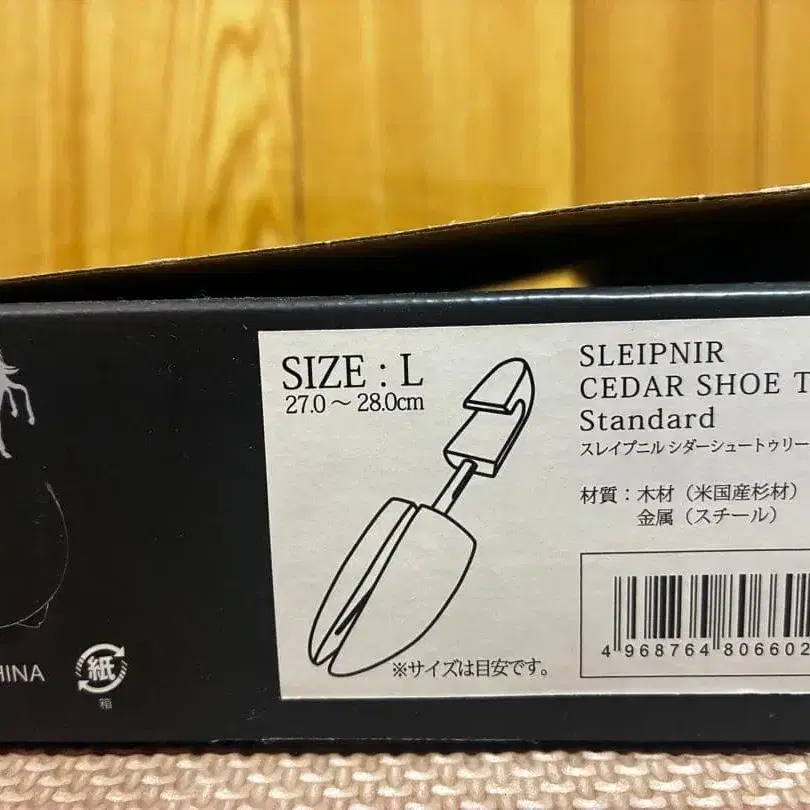 SIZE : L
27.0～28.0cm
SLEIPNIR
CEDAR SHOE T
Standard
スレイプニル シダーシュートゥリー
材質：木材（米国産杉材）
金属（スチール）
※サイズは目安です。
4 968764 806602
HINA
紙
箱